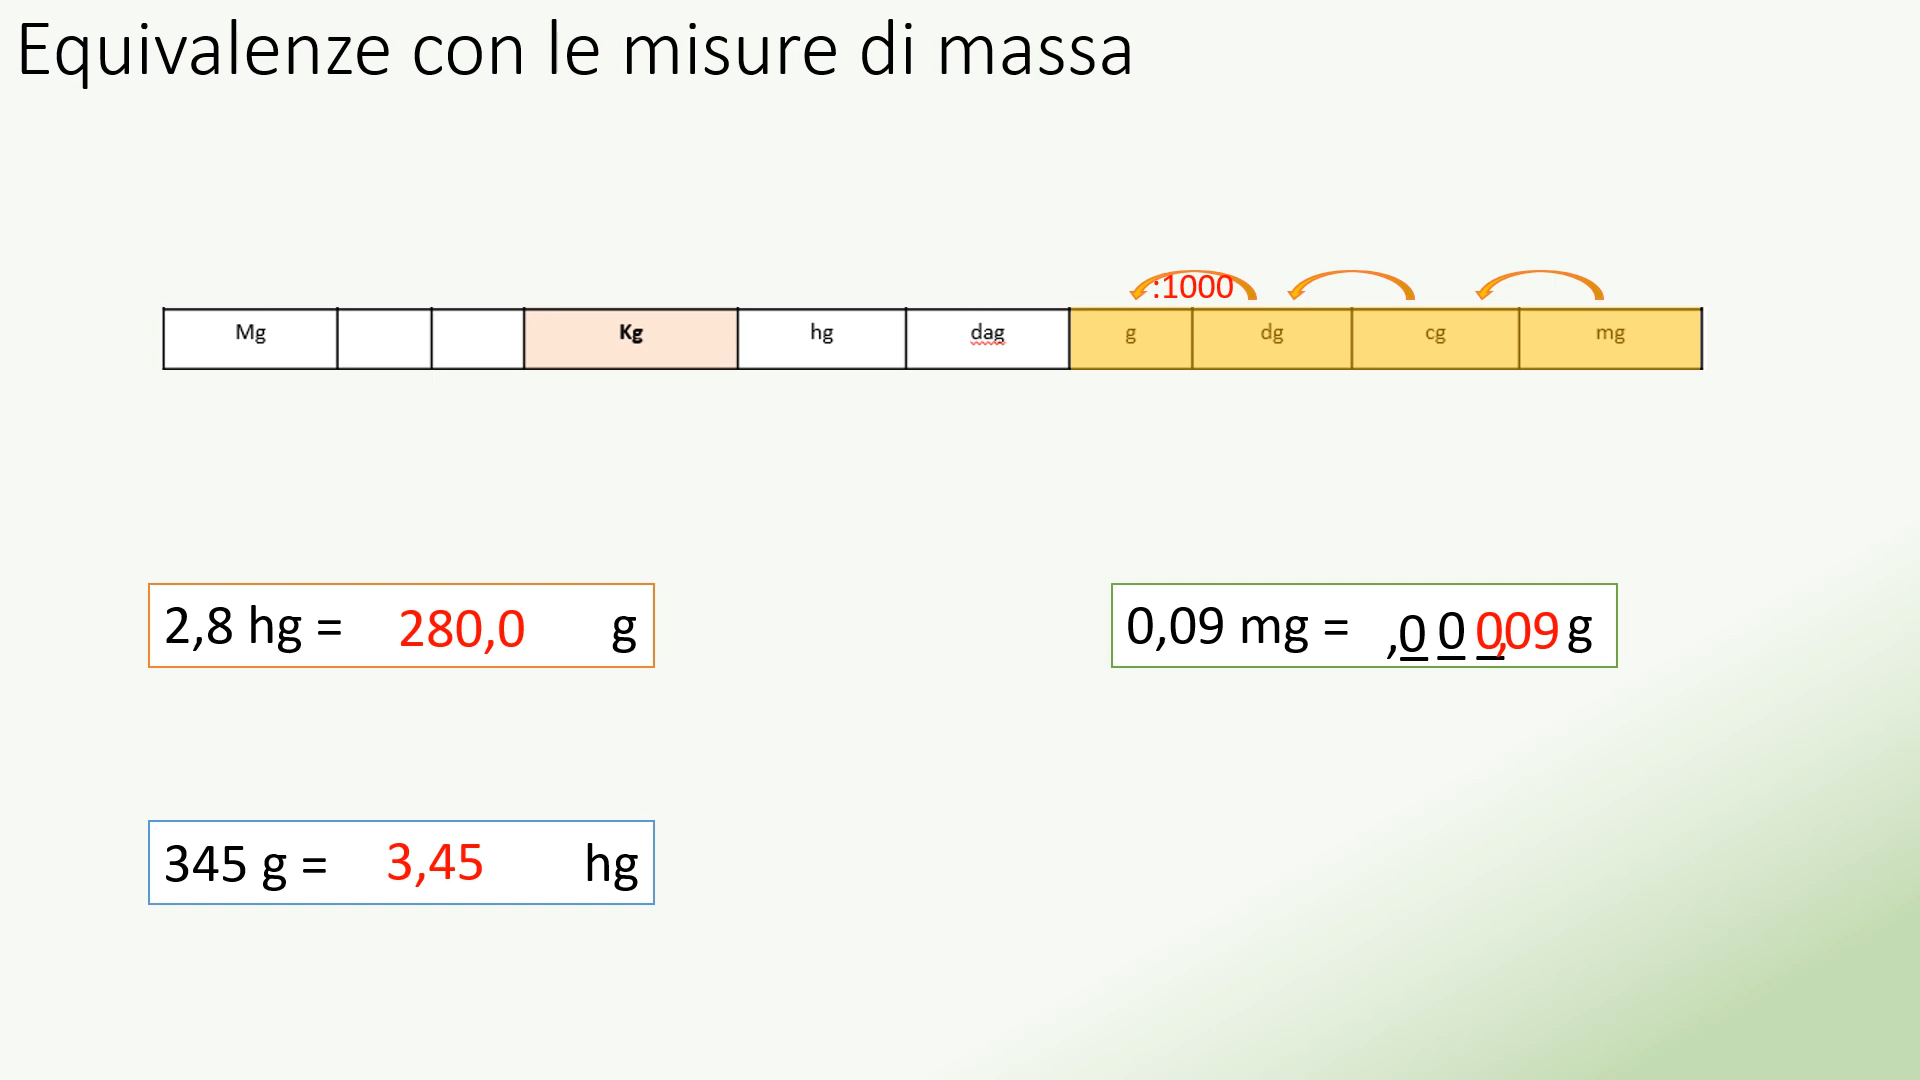 Equivalenze con le misure di massa
:1000
Mg Kg hg dag g dg cg mg
2,8 hg = 280,0 g
0,09 mg = ,0 0 0,09 g
345 g = 3,45 hg